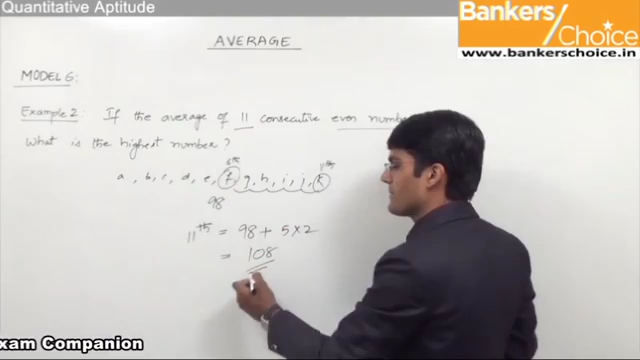 Quantitative Aptitude
Bankers
Choice
www.bankerschoice.in
AVERAGE
MODEL 6:
Example 2: If the average of 11 consecutive even
What is the highest number?
6th 11th
a, b, c, d, e, f, g, h, i, j, k
98
11th = 98 + 5 × 2
= 108
xam Companion